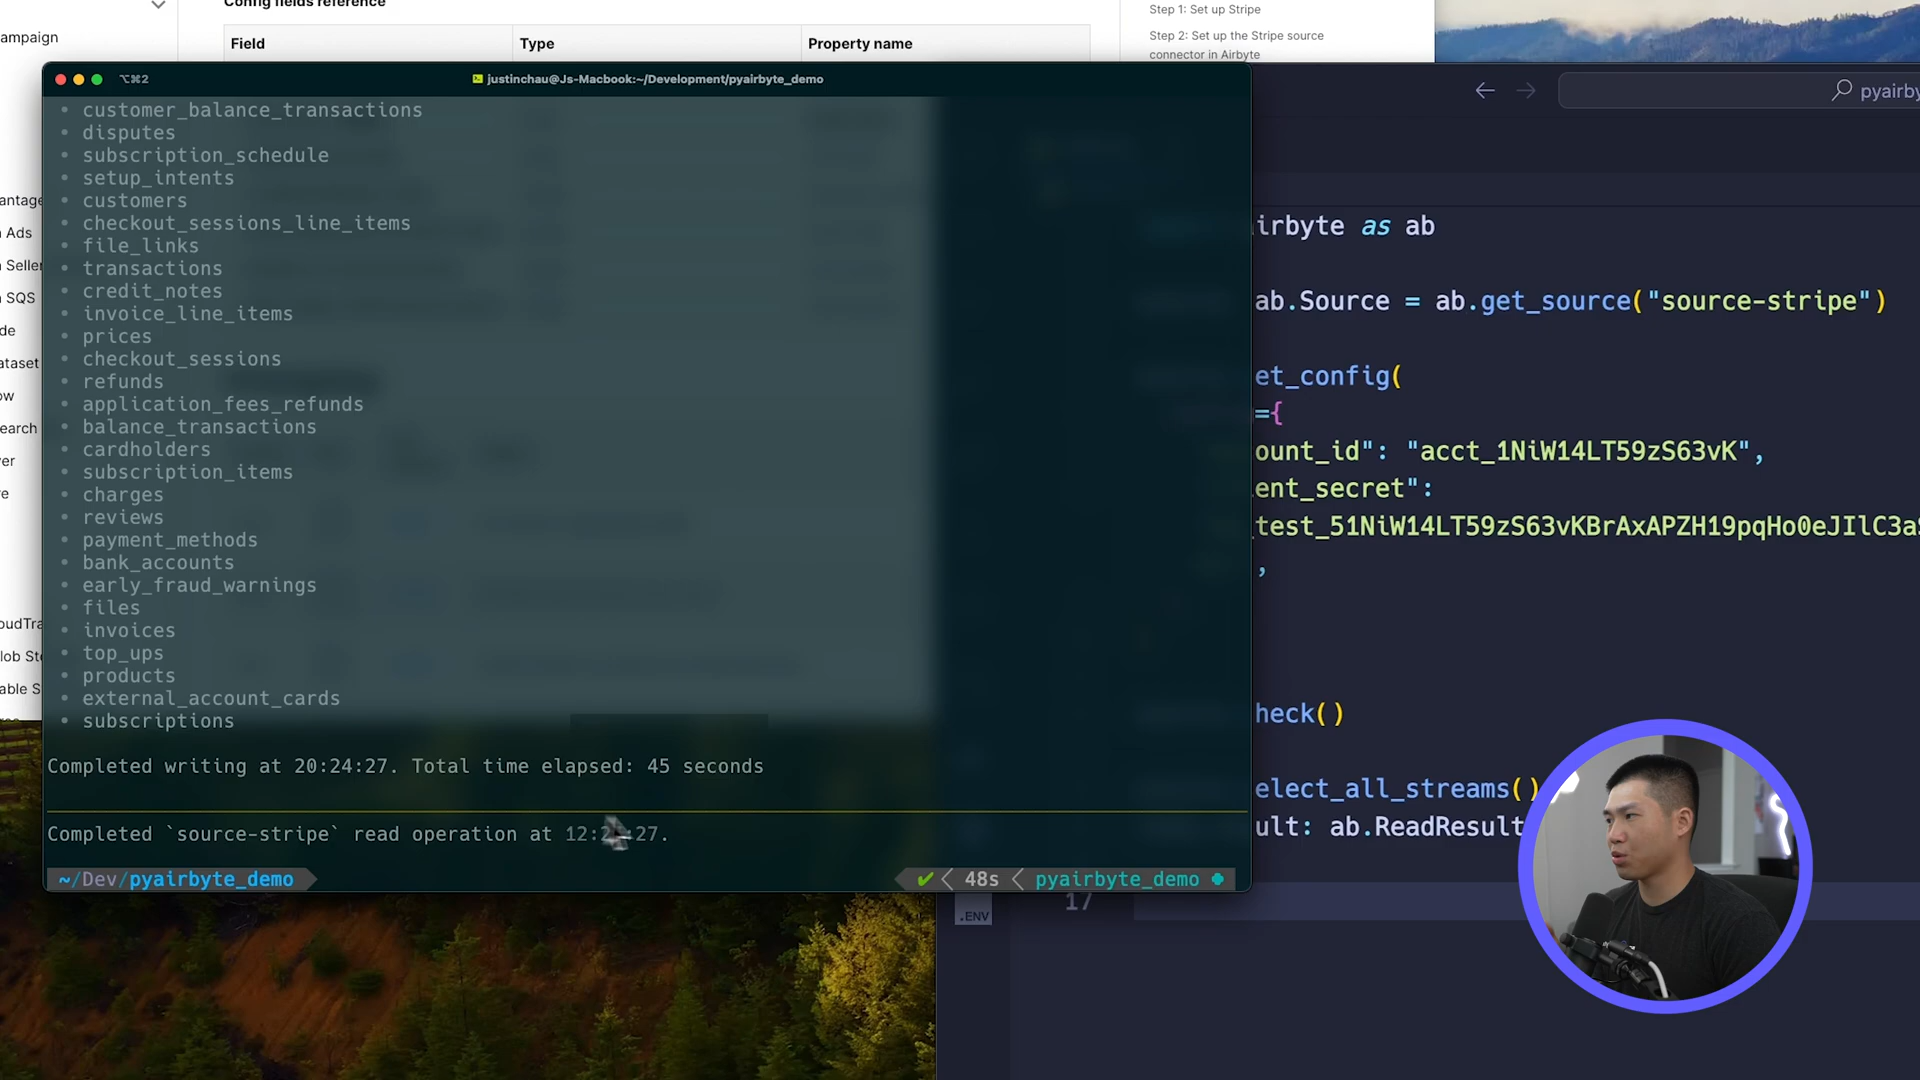 Config fields reference
Field
Type
Property name
Step 1: Set up Stripe
Step 2: Set up the Stripe source
connector in Airbyte
ampaign
antage
Ads
Seller
SQS
de
ataset
ow
earch
ver
re
oudTra
lob Sto
able S
⌥⌘2
justinchau@Js-Macbook:~/Development/pyairbyte_demo
• customer_balance_transactions
• disputes
• subscription_schedule
• setup_intents
• customers
• checkout_sessions_line_items
• file_links
• transactions
• credit_notes
• invoice_line_items
• prices
• checkout_sessions
• refunds
• application_fees_refunds
• balance_transactions
• cardholders
• subscription_items
• charges
• reviews
• payment_methods
• bank_accounts
• early_fraud_warnings
• files
• invoices
• top_ups
• products
• external_account_cards
• subscriptions
Completed writing at 20:24:27. Total time elapsed: 45 seconds
Completed `source-stripe` read operation at
~/Dev/pyairbyte_demo
48s
pyairbyte_demo
pyairby
irbyte as ab
ab.Source = ab.get_source("source-stripe")
et_config(
={
ount_id": "acct_1NiW14LT59zS63vK",
ent_secret":
_test_51NiW14LT59zS63vKBrAxAPZH19pqHo0eJIlC3aS
,
heck()
elect_all_streams()
ult: ab.ReadResult
17
.ENV